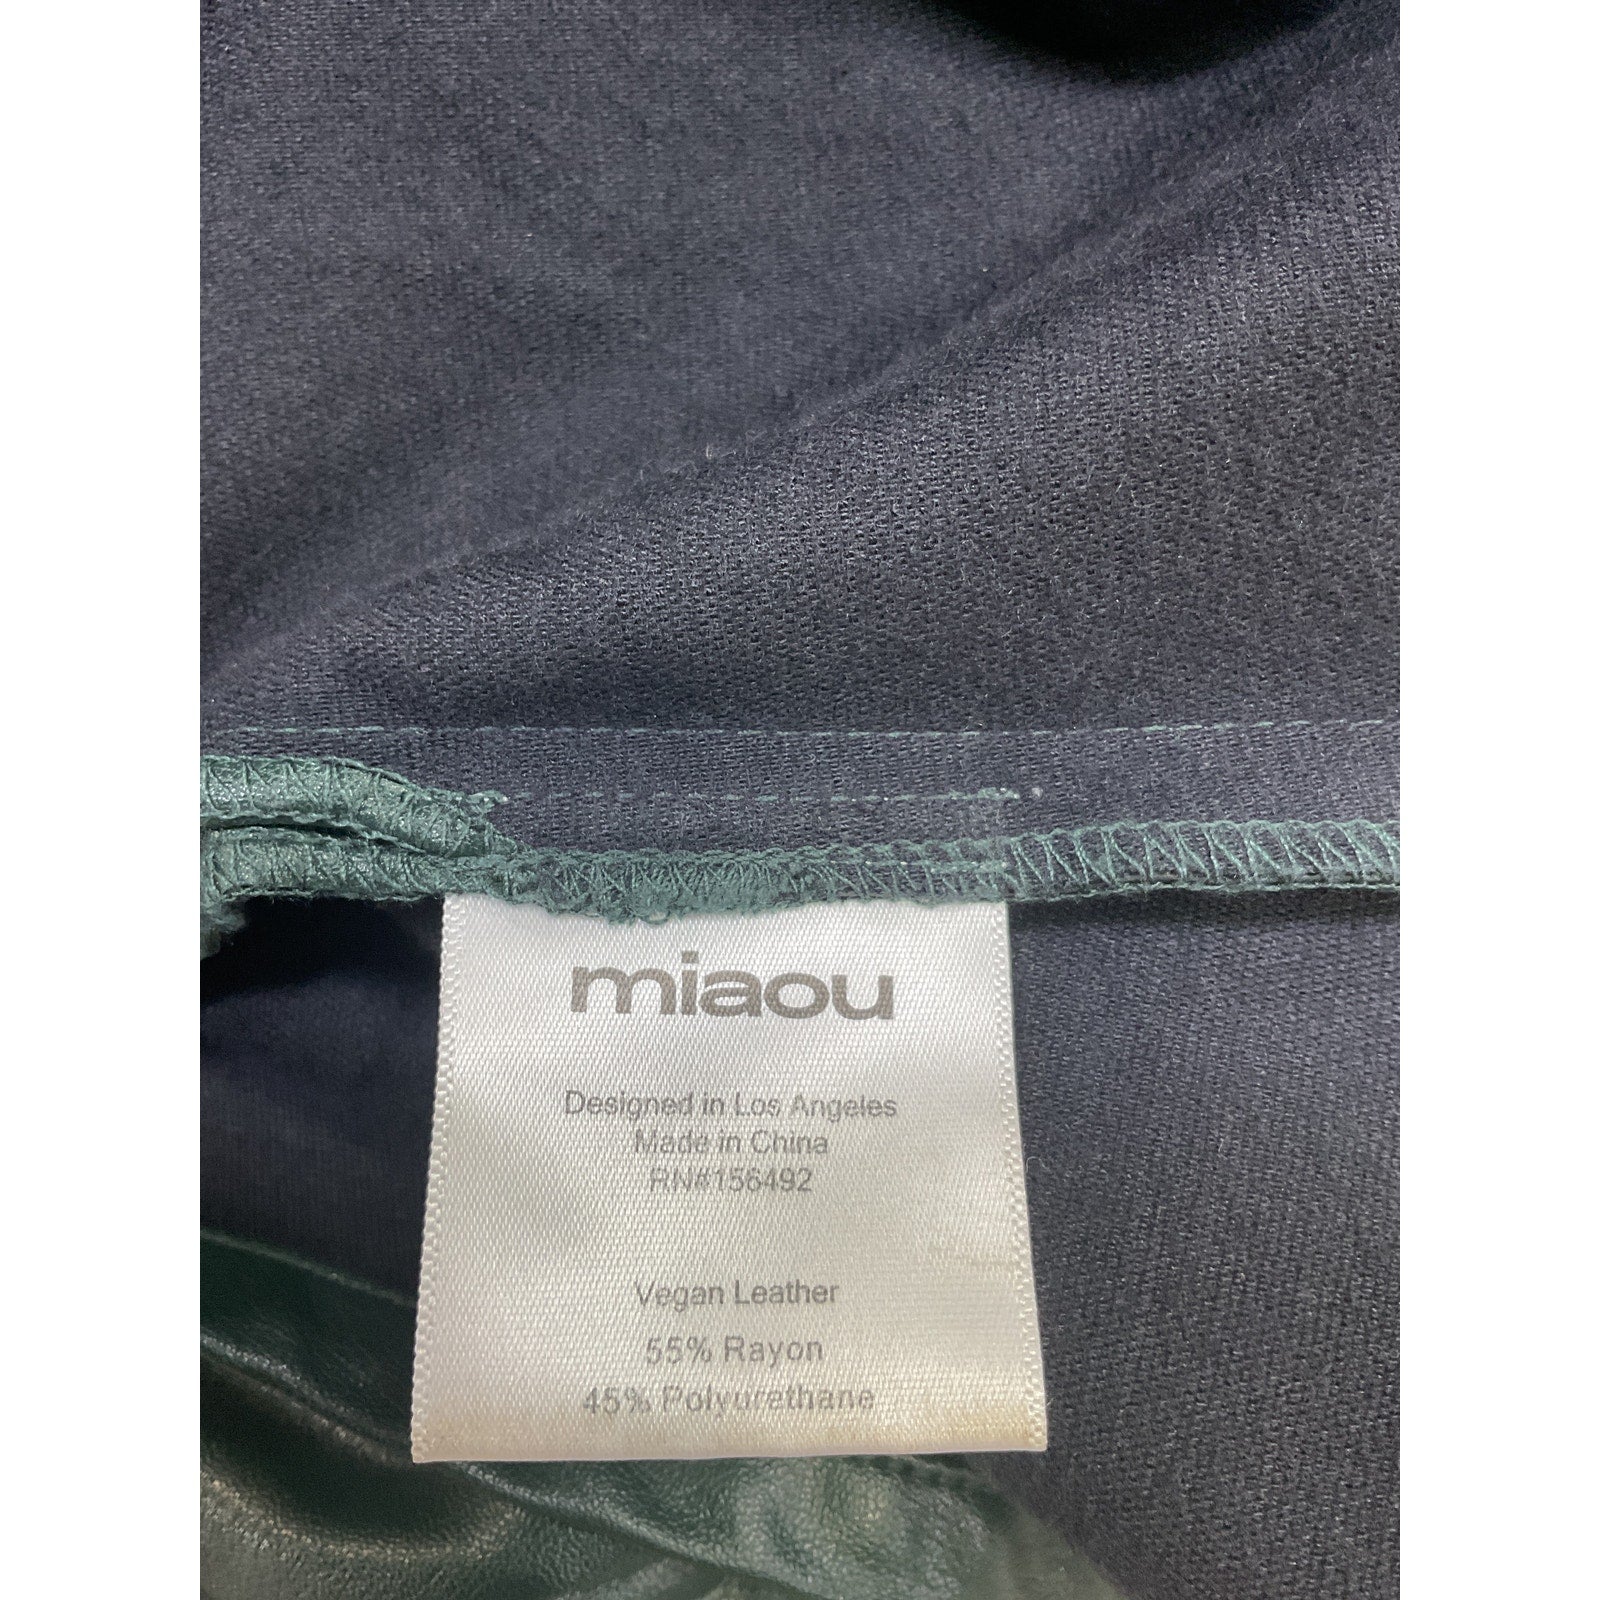 miaou
Designed in Los Angeles
Made in China
RN#156492
Vegan Leather
55% Rayon
45% Polyurethane